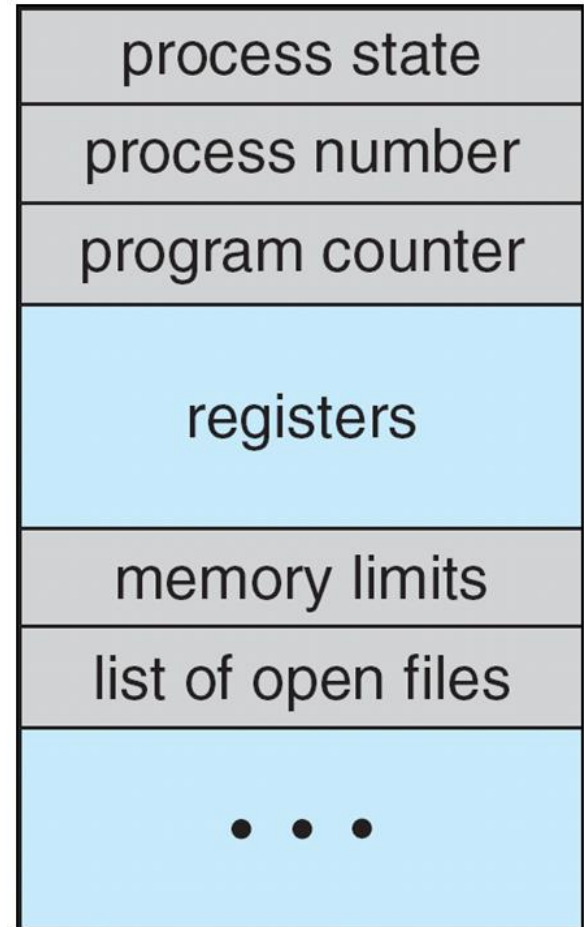 process state
process number
program counter
registers
memory limits
list of open files
• • •